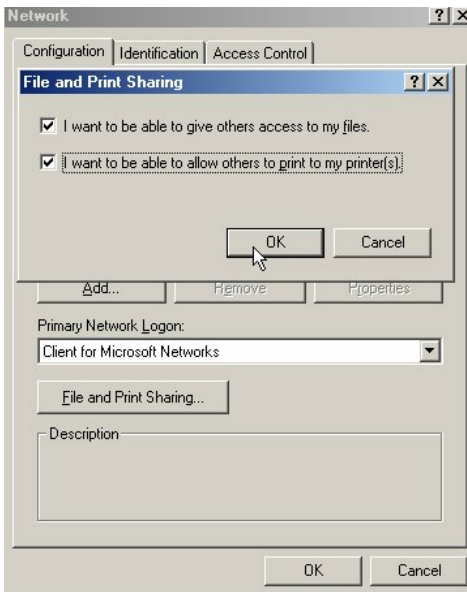 Network
Configuration Identification Access Control
File and Print Sharing
I want to be able to give others access to my files.
I want to be able to allow others to print to my printer(s).
OK Cancel
Add... Remove Properties
Primary Network Logon:
Client for Microsoft Networks
File and Print Sharing...
Description
OK Cancel